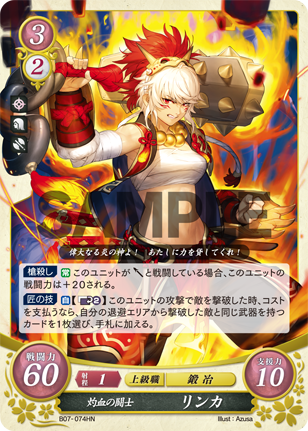 3
2
SAMPLE
偉大なる炎の神よ! あたしに力を貸してくれ!
槍殺し 常 このユニットが と戦闘している場合、このユニットの
戦闘力は+20される。
匠の技 自 【 2】このユニットの攻撃で敵を撃破した時、コスト
を支払うなら、自分の退避エリアから撃破した敵と同じ武器を持つ
カードを1枚選び、手札に加える。
戦闘力
60
射程 1 上級職 鍛冶
支援力
10
灼血の闘士 リンカ
B07-074HN
Illust:Azusa